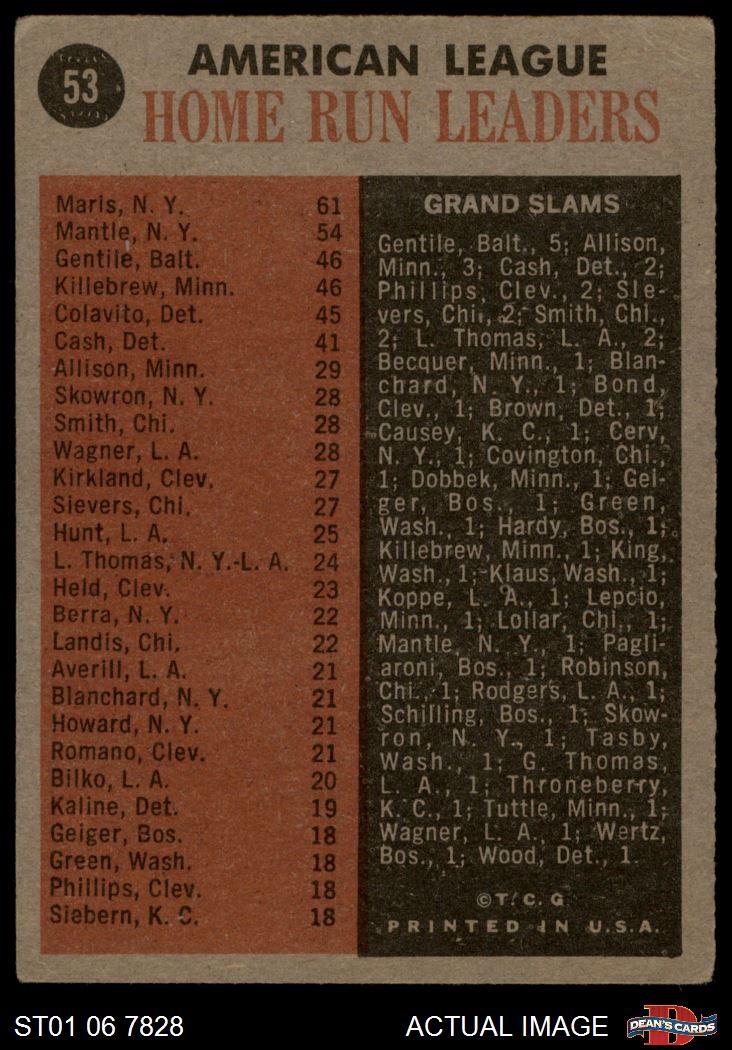 53
AMERICAN LEAGUE
HOME RUN LEADERS
Maris, N. Y. 61
Mantle, N. Y. 54
Gentile, Balt. 46
Killebrew, Minn. 46
Colavito, Det. 45
Cash, Det. 41
Allison, Minn. 29
Skowron, N. Y. 28
Smith, Chi. 28
Wagner, L. A. 28
Kirkland, Clev. 27
Sievers, Chi. 27
Hunt, L. A. 25
L. Thomas, N. Y.-L. A. 24
Held, Clev. 23
Berra, N. Y. 22
Landis, Chi. 22
Averill, L. A. 21
Blanchard, N. Y. 21
Howard, N. Y. 21
Romano, Clev. 21
Bilko, L. A. 20
Kaline, Det. 19
Geiger, Bos. 18
Green, Wash. 18
Phillips, Clev. 18
Siebern, K. C. 18
GRAND SLAMS
Gentile, Balt., 5; Allison,
Minn., 3; Cash, Det., 2;
Phillips, Clev., 2; Sie-
vers, Chi., 2; Smith, Chi.,
2; L. Thomas, L. A., 2;
Becquer, Minn., 1; Blan-
chard, N. Y., 1; Bond,
Clev., 1; Brown, Det., 1;
Causey, K. C., 1; Cerv,
N. Y., 1; Covington, Chi.,
1; Dobbek, Minn., 1; Gei-
ger, Bos., 1; Green,
Wash., 1; Hardy, Bos., 1;
Killebrew, Minn., 1; King,
Wash., 1; Klaus, Wash., 1;
Koppe, L. A., 1; Lepcio,
Minn., 1; Lollar, Chi., 1;
Mantle, N. Y., 1; Pagli-
aroni, Bos., 1; Robinson,
Chi., 1; Rodgers, L. A., 1;
Schilling, Bos., 1; Skow-
ron, N. Y., 1; Tasby,
Wash., 1; G. Thomas,
L. A., 1; Throneberry,
K. C., 1; Tuttle, Minn., 1;
Wagner, L. A., 1; Wertz,
Bos., 1; Wood, Det., 1.
©T. C. G
PRINTED IN U.S.A.
ST01 06 7828
ACTUAL IMAGE
D
DEAN'S CARDS